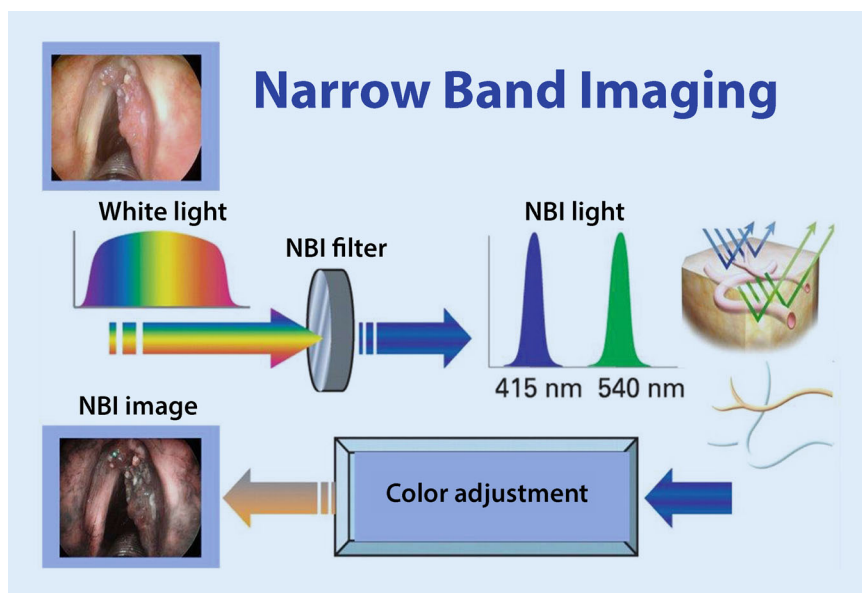 Narrow Band Imaging
White light
NBI filter
NBI light
415 nm 540 nm
NBI image
Color adjustment